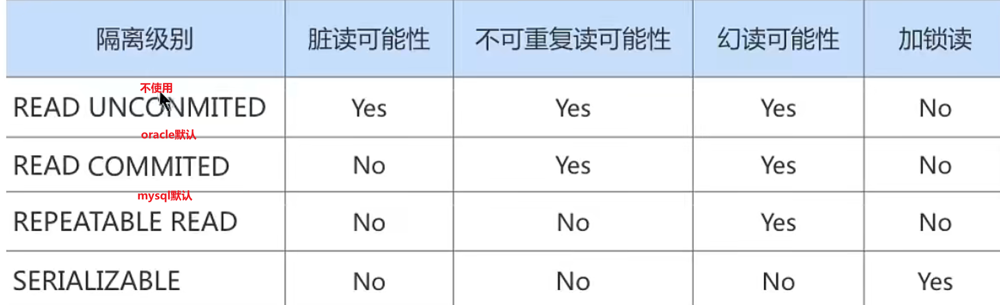 隔离级别 脏读可能性 不可重复读可能性 幻读可能性 加锁读
不使用
READ UNCONMITED Yes Yes Yes No
oracle默认
READ COMMITED No Yes Yes No
mysql默认
REPEATABLE READ No No Yes No
SERIALIZABLE No No No Yes